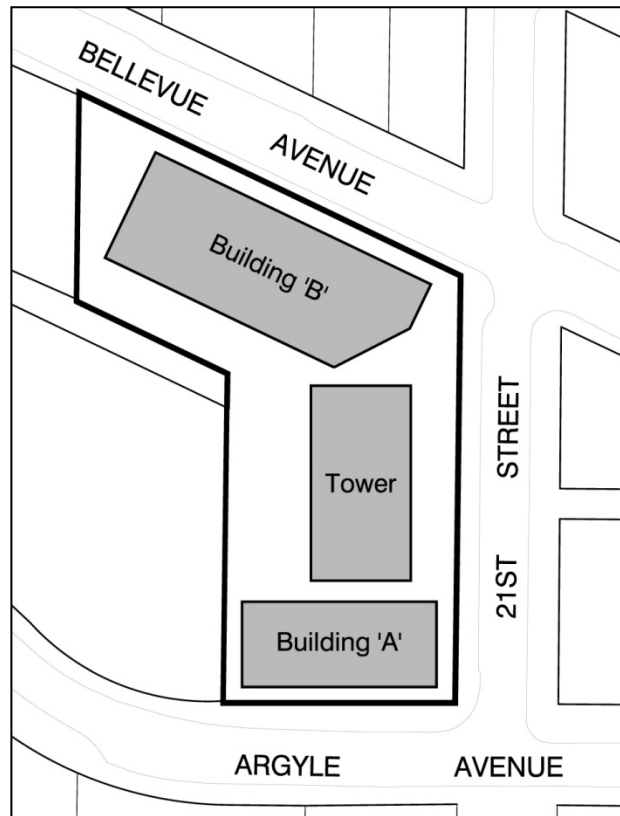 BELLEVUE AVENUE
Building 'B'
Tower
21ST STREET
Building 'A'
ARGYLE AVENUE